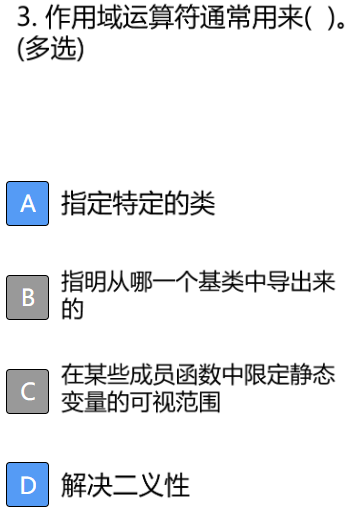 3. 作用域运算符通常用来( )。
(多选)
A 指定特定的类
B 指明从哪一个基类中导出来
的
C 在某些成员函数中限定静态
变量的可视范围
D 解决二义性